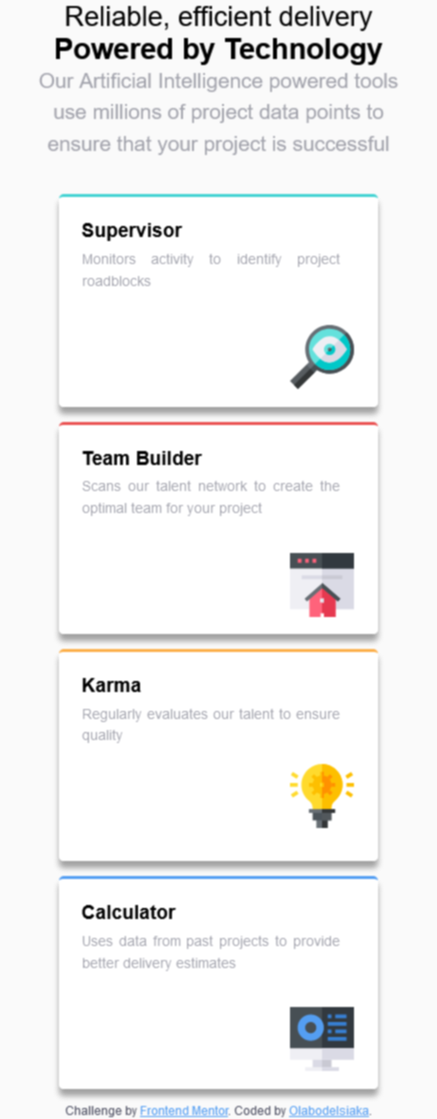 Reliable, efficient delivery
Powered by Technology
Our Artificial Intelligence powered tools
use millions of project data points to
ensure that your project is successful
Supervisor
Monitors activity to identify project
roadblocks
Team Builder
Scans our talent network to create the
optimal team for your project
Karma
Regularly evaluates our talent to ensure
quality
Calculator
Uses data from past projects to provide
better delivery estimates
Challenge by Frontend Mentor. Coded by Olabodelsiaka.